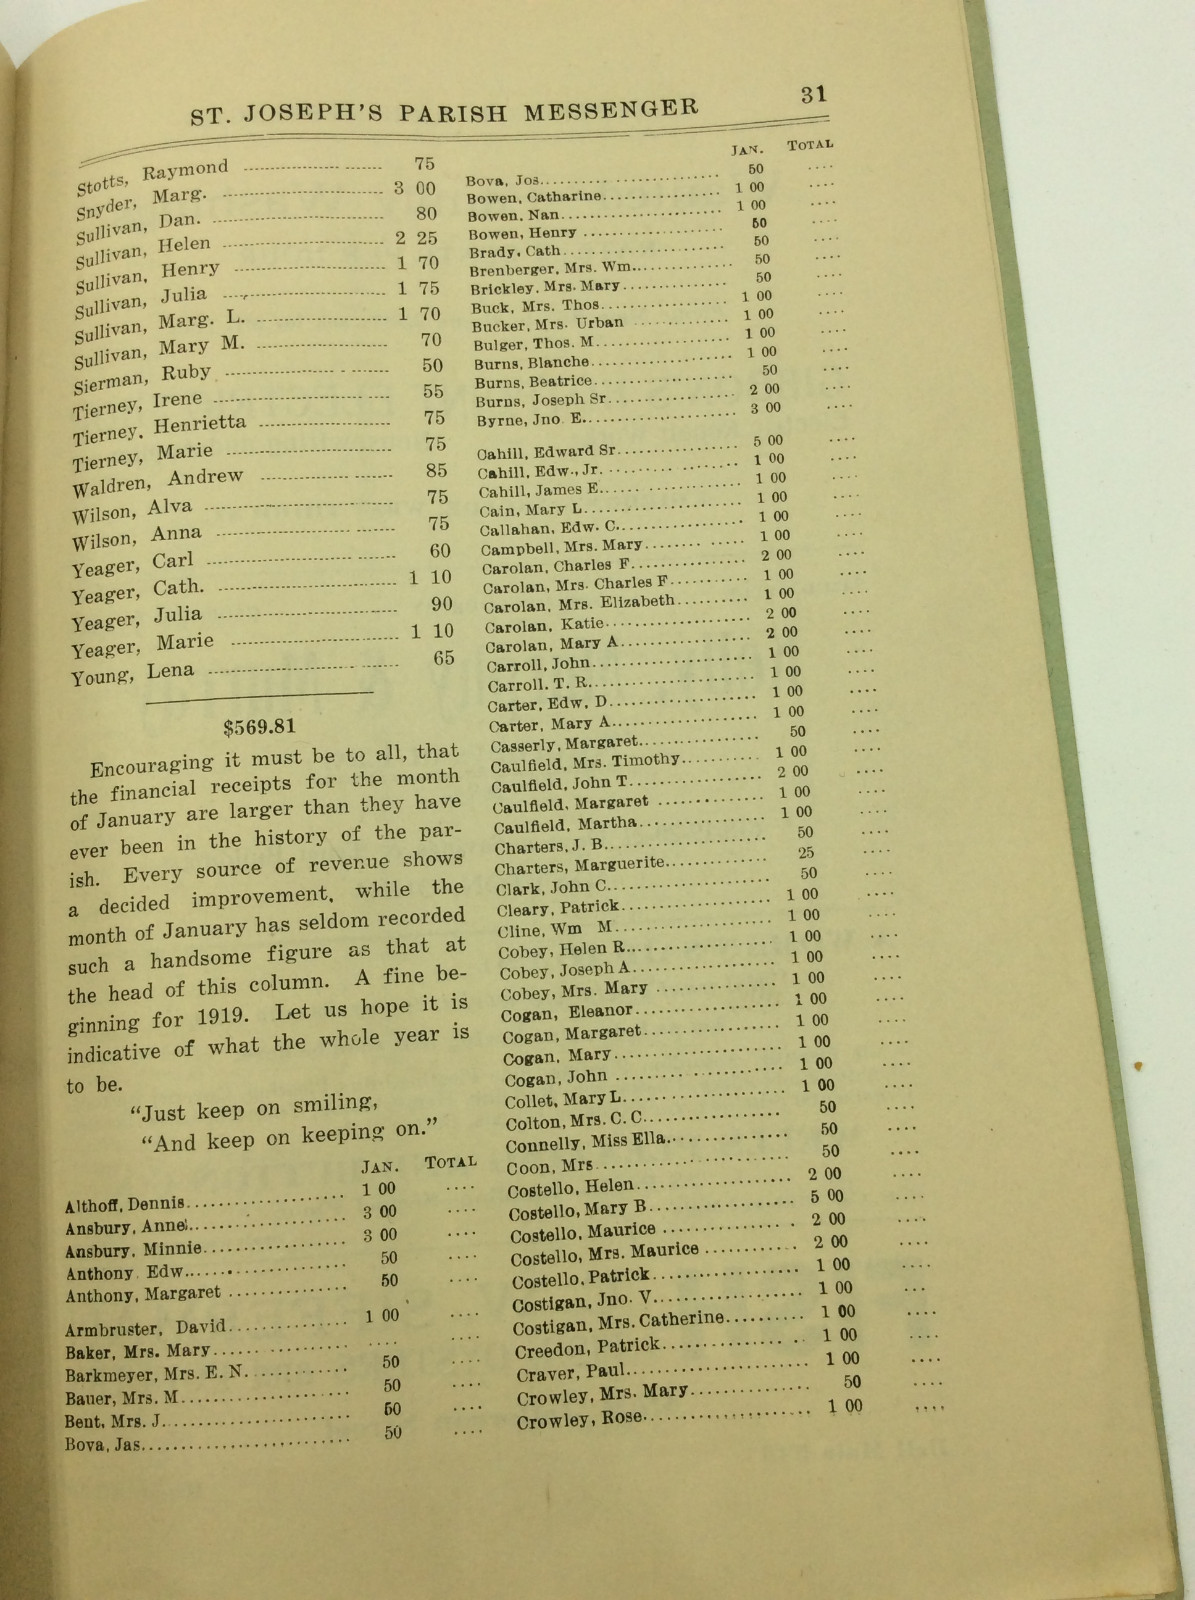 ST. JOSEPH'S PARISH MESSENGER 31
Stotts, Raymond 75
Snyder, Marg. 3 00
Sullivan, Dan. 80
Sullivan, Helen 2 25
Sullivan, Henry 1 70
Sullivan, Julia 1 75
Sullivan, Marg. L. 1 70
Sullivan, Mary M. 70
Sierman, Ruby 50
Tierney, Irene 55
Tierney, Henrietta 75
Tierney, Marie 75
Waldren, Andrew 85
Wilson, Alva 75
Wilson, Anna 75
Yeager, Carl 60
Yeager, Cath. 1 10
Yeager, Julia 90
Yeager, Marie 1 10
Young, Lena 65
$569.81
Encouraging it must be to all, that
the financial receipts for the month
of January are larger than they have
ever been in the history of the par-
ish. Every source of revenue shows
a decided improvement, while the
month of January has seldom recorded
such a handsome figure as that at
the head of this column. A fine be-
ginning for 1919. Let us hope it is
indicative of what the whole year is
to be.
"Just keep on smiling,
"And keep on keeping on."
JAN. TOTAL
Althoff, Dennis 1 00 ....
Ansbury, Anne 3 00 ....
Ansbury, Minnie 3 00 ....
Anthony Edw. 50 ....
Anthony, Margaret 50 ....
Armbruster, David 1 00 ....
Baker, Mrs. Mary .... ....
Barkmeyer, Mrs. E. N. 50 ....
Bauer, Mrs. M. 50 ....
Bent, Mrs. J. 50 ....
Bova, Jas. 50 ....
JAN. TOTAL
Bova, Jos. 50 ....
Bowen, Catharine 1 00 ....
Bowen, Nan 1 00 ....
Bowen, Henry 50 ....
Brady, Cath. 50 ....
Brenberger, Mrs. Wm. 50 ....
Brickley, Mrs. Mary 50 ....
Buck, Mrs. Thos. 1 00 ....
Bucker, Mrs. Urban 1 00 ....
Bulger, Thos. M. 1 00 ....
Burns, Blanche 1 00 ....
Burns, Beatrice 50 ....
Burns, Joseph Sr. 2 00 ....
Byrne, Jno. E. 3 00 ....
Cahill, Edward Sr. 5 00 ....
Cahill, Edw., Jr. 1 00 ....
Cahill, James E. 1 00 ....
Cain, Mary L. 1 00 ....
Callahan, Edw. C. 1 00 ....
Campbell, Mrs. Mary 1 00 ....
Carolan, Charles F. 2 00 ....
Carolan, Mrs. Charles F. 1 00 ....
Carolan, Mrs. Elizabeth 1 00 ....
Carolan, Katie 2 00 ....
Carolan, Mary A. 2 00 ....
Carroll, John 1 00 ....
Carroll. T. R. 1 00 ....
Carter, Edw, D. 1 00 ....
Carter, Mary A. 1 00 ....
Casserly, Margaret 50 ....
Caulfield, Mrs. Timothy 1 00 ....
Caulfield, John T. 2 00 ....
Caulfield, Margaret 1 00 ....
Caulfield, Martha 1 00 ....
Charters, J. B. 50 ....
Charters, Marguerite 25 ....
Clark, John C. 50 ....
Cleary, Patrick 1 00 ....
Cline, Wm M. 1 00 ....
Cobey, Helen R. 1 00 ....
Cobey, Joseph A. 1 00 ....
Cobey, Mrs. Mary 1 00 ....
Cogan, Eleanor 1 00 ....
Cogan, Margaret 1 00 ....
Cogan, Mary 1 00 ....
Cogan, John 1 00 ....
Collet, Mary L. 1 00 ....
Colton, Mrs. C. C. 50 ....
Connelly, Miss Ella 50 ....
Coon, Mrs. 50 ....
Costello, Helen 2 00 ....
Costello, Mary B. 5 00 ....
Costello, Maurice 2 00 ....
Costello, Mrs. Maurice 2 00 ....
Costello, Patrick 1 00 ....
Costigan, Jno. V. 1 00 ...
Costigan, Mrs. Catherine 1 00 ....
Creedon, Patrick 1 00 ....
Craver, Paul 1 00 ....
Crowley, Mrs. Mary 50 ....
Crowley, Rose 1 00 ....